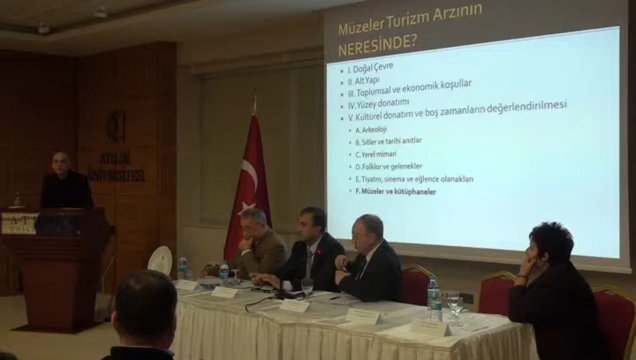 Müzeler Turizm Arzının
NERESİNDE?
I. Doğal Çevre
II. Alt Yapı
III. Toplumsal ve ekonomik koşullar
IV. Yüzey donatımı
V. Kültürel donatım ve boş zamanların değerlendirilmesi
A. Arkeoloji
B. Sitler ve tarihi anıtlar
C. Yerel mimari
D. Folklor ve gelenekler
E. Tiyatro, sinema ve eğlence olanakları
F. Müzeler ve kütüphaneler
ATILIM
ÜNİVERSİTESİ